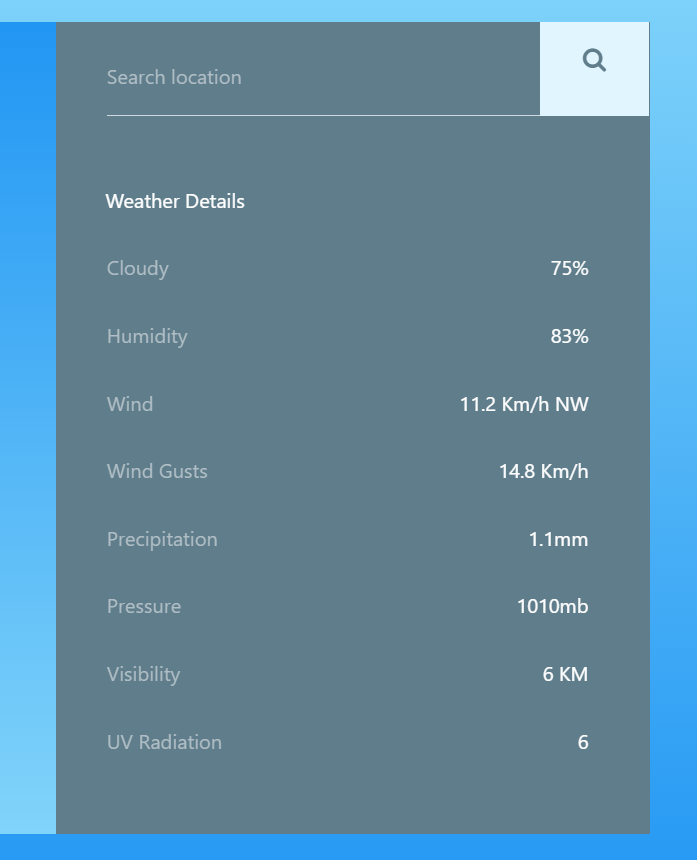 Search location
Weather Details
Cloudy 75%
Humidity 83%
Wind 11.2 Km/h NW
Wind Gusts 14.8 Km/h
Precipitation 1.1mm
Pressure 1010mb
Visibility 6 KM
UV Radiation 6